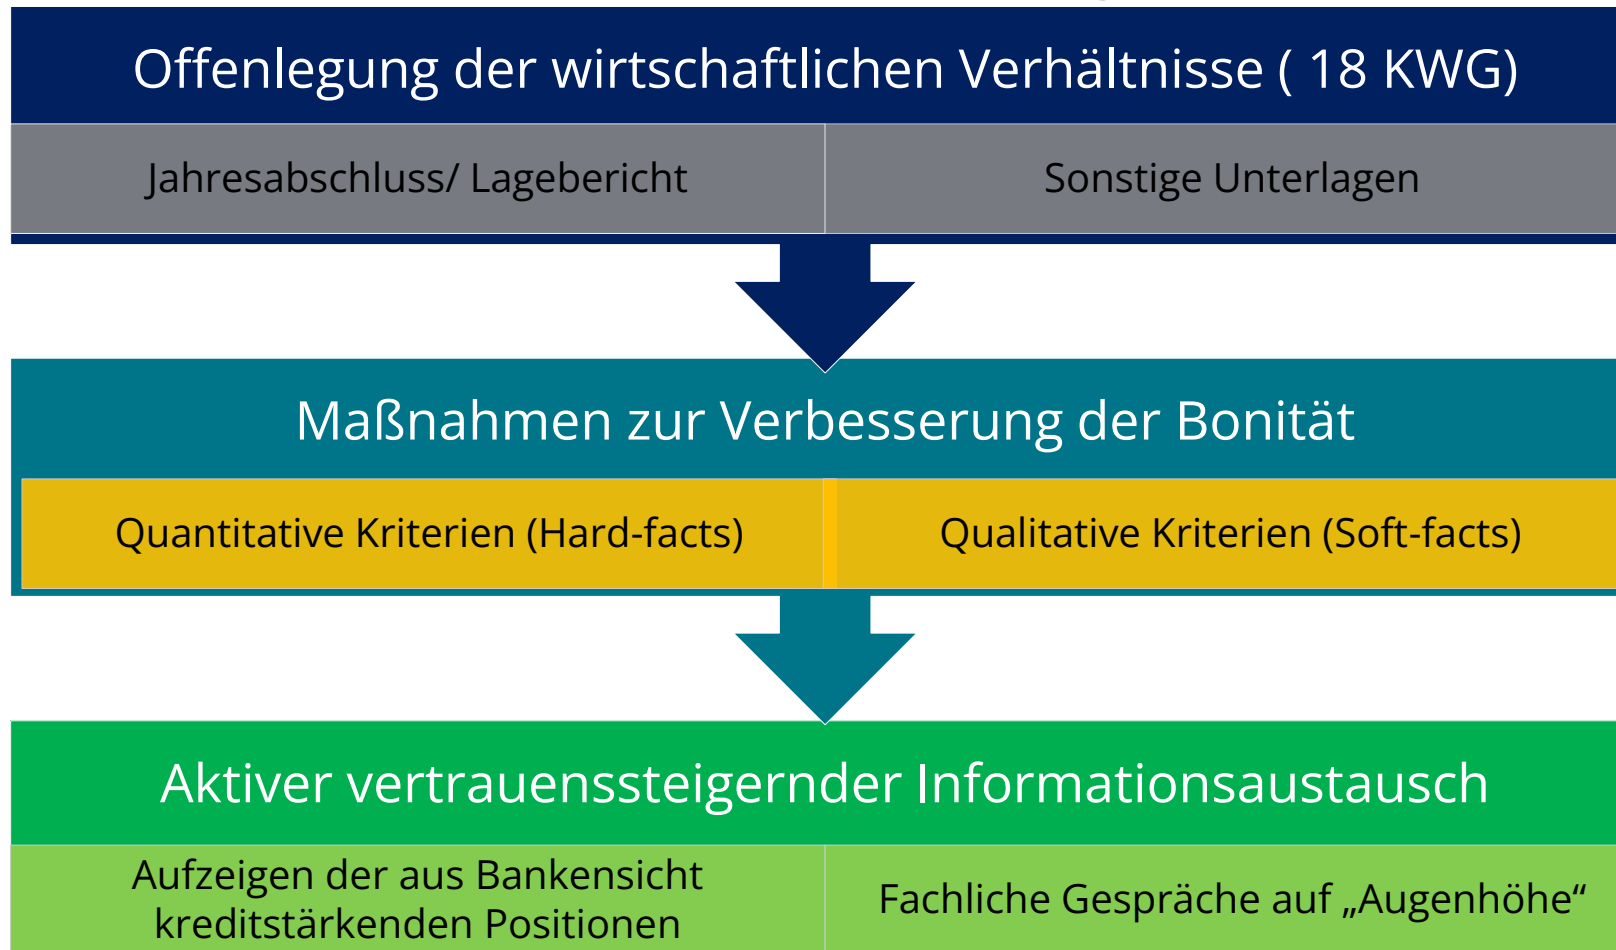 Offenlegung der wirtschaftlichen Verhältnisse ( 18 KWG)
Jahresabschluss/ Lagebericht
Sonstige Unterlagen
Maßnahmen zur Verbesserung der Bonität
Quantitative Kriterien (Hard-facts)
Qualitative Kriterien (Soft-facts)
Aktiver vertrauenssteigernder Informationsaustausch
Aufzeigen der aus Bankensicht
kreditstärkenden Positionen
Fachliche Gespräche auf „Augenhöhe“